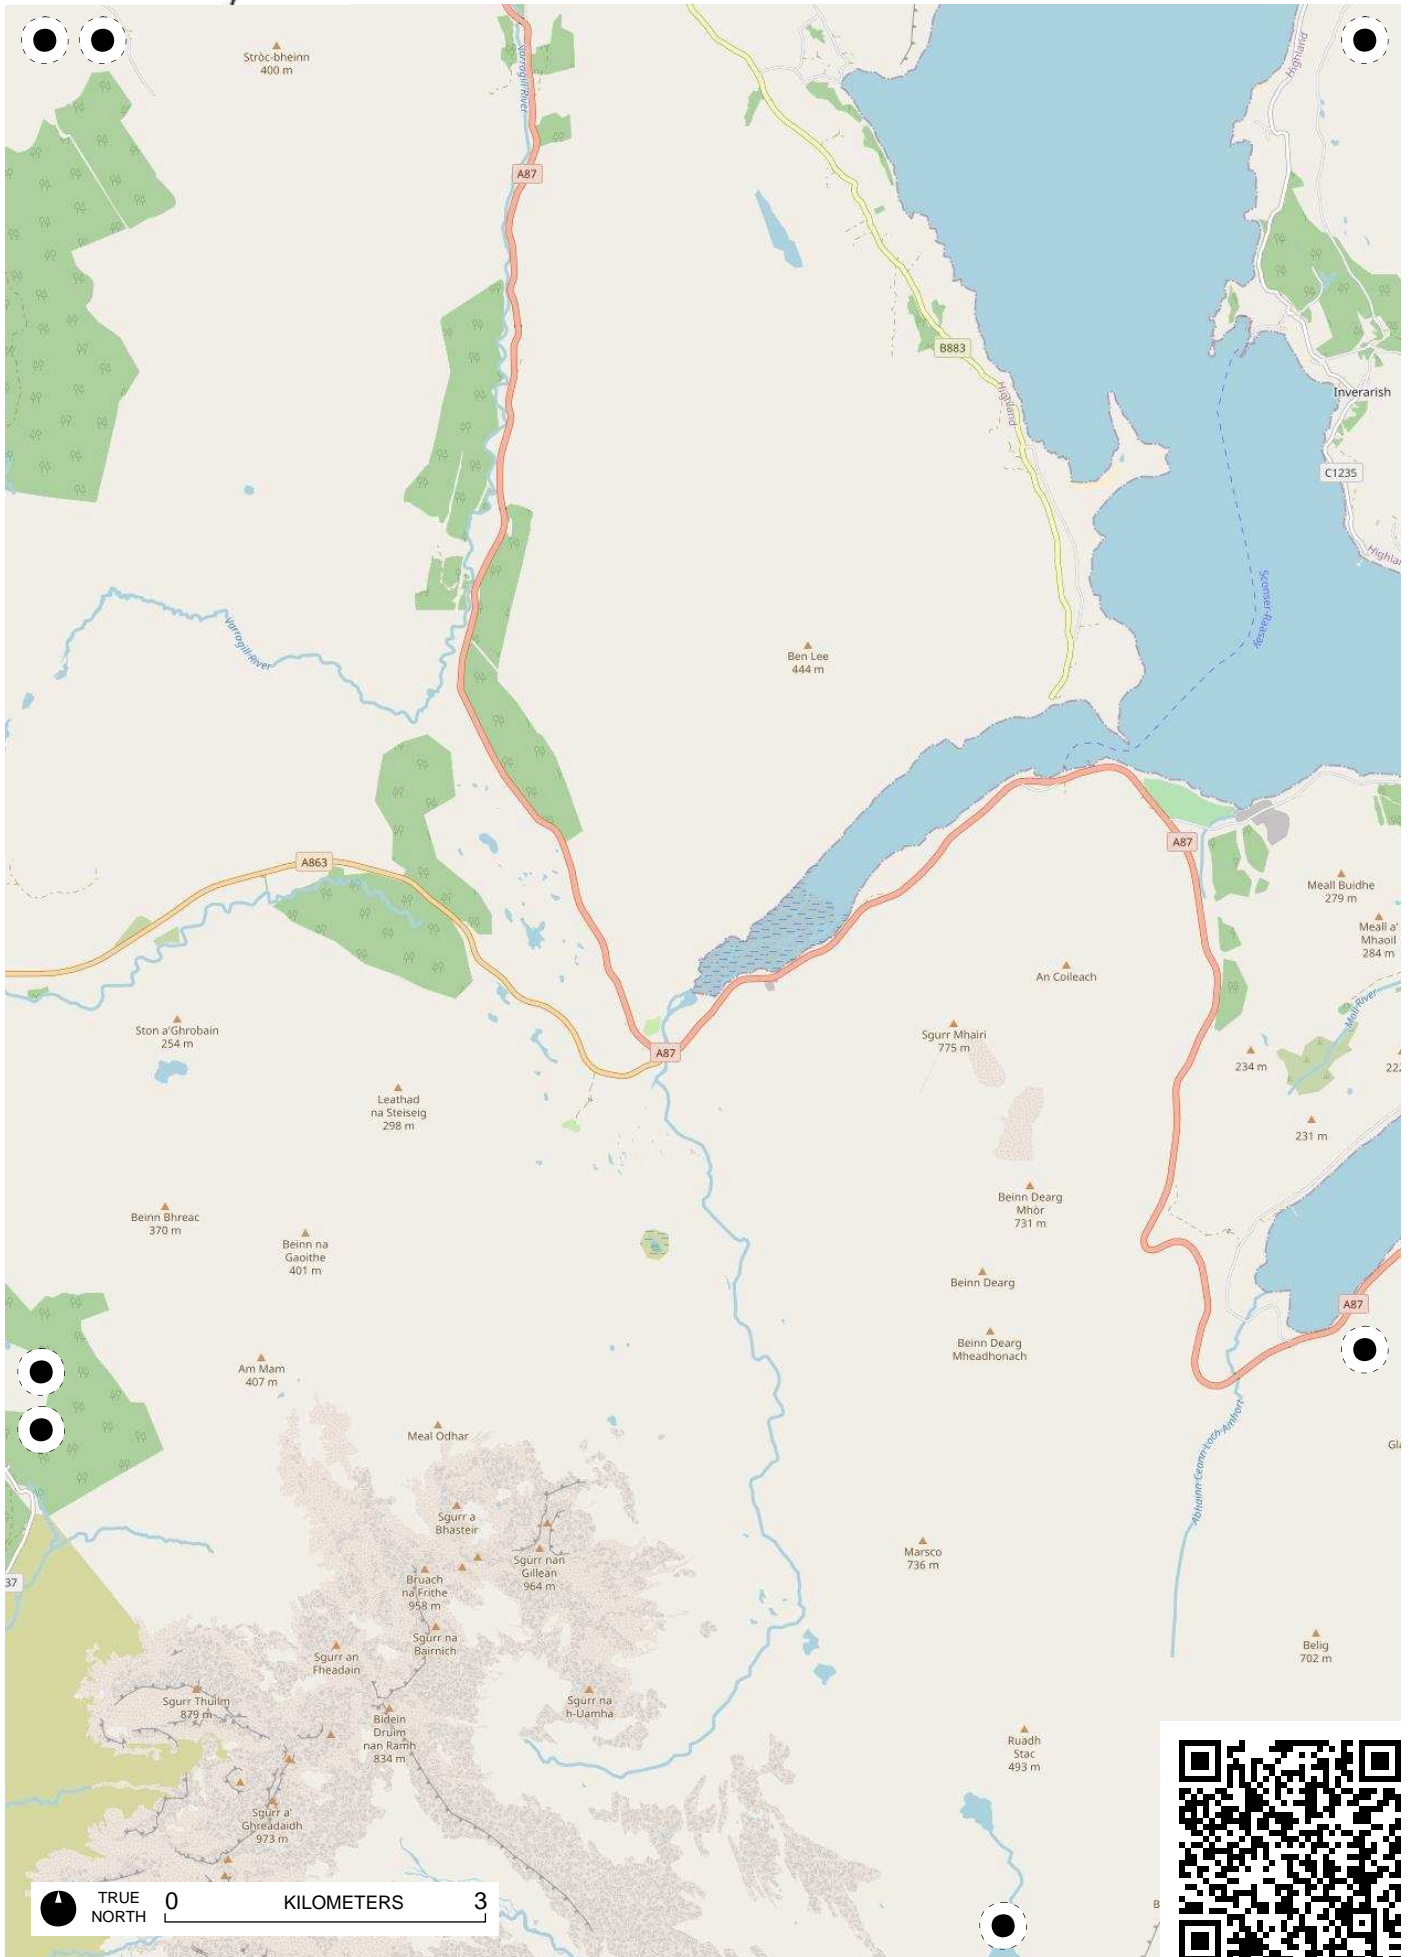 Stròc-bheinn
400 m
Varragill River
Highland
A87
B883
Highland
Inverarish
C1235
Sconser-Raasay
Varragill River
Ben Lee
444 m
A863
A87
Meall Buidhe
279 m
Meall a'
Mhaoil
284 m
An Coileach
Ston a'Ghrobain
254 m
Sgurr Mhairi
775 m
Moll River
A87
234 m
Leathad
na Steiseig
298 m
231 m
Beinn Bhreac
370 m
Beinn Dearg
Mhòr
731 m
Beinn na
Gaoithe
401 m
Beinn Dearg
A87
Beinn Dearg
Mheadhonach
Am Mam
407 m
Meal Odhar
Abhainn Ceann Loch Ainort
Sgurr a
Bhasteir
Sgurr nan
Gillean
964 m
Marsco
736 m
Bruach
na Frithe
958 m
37
Sgurr na
Bairnich
Belig
702 m
Sgurr an
Fheadain
Sgurr Thuilm
879 m
Sgurr na
h-Uamha
Bidein
Druim
nan Ramh
834 m
Ruadh
Stac
493 m
Sgurr a'
Ghreadaidh
973 m
TRUE
NORTH
0 KILOMETERS 3